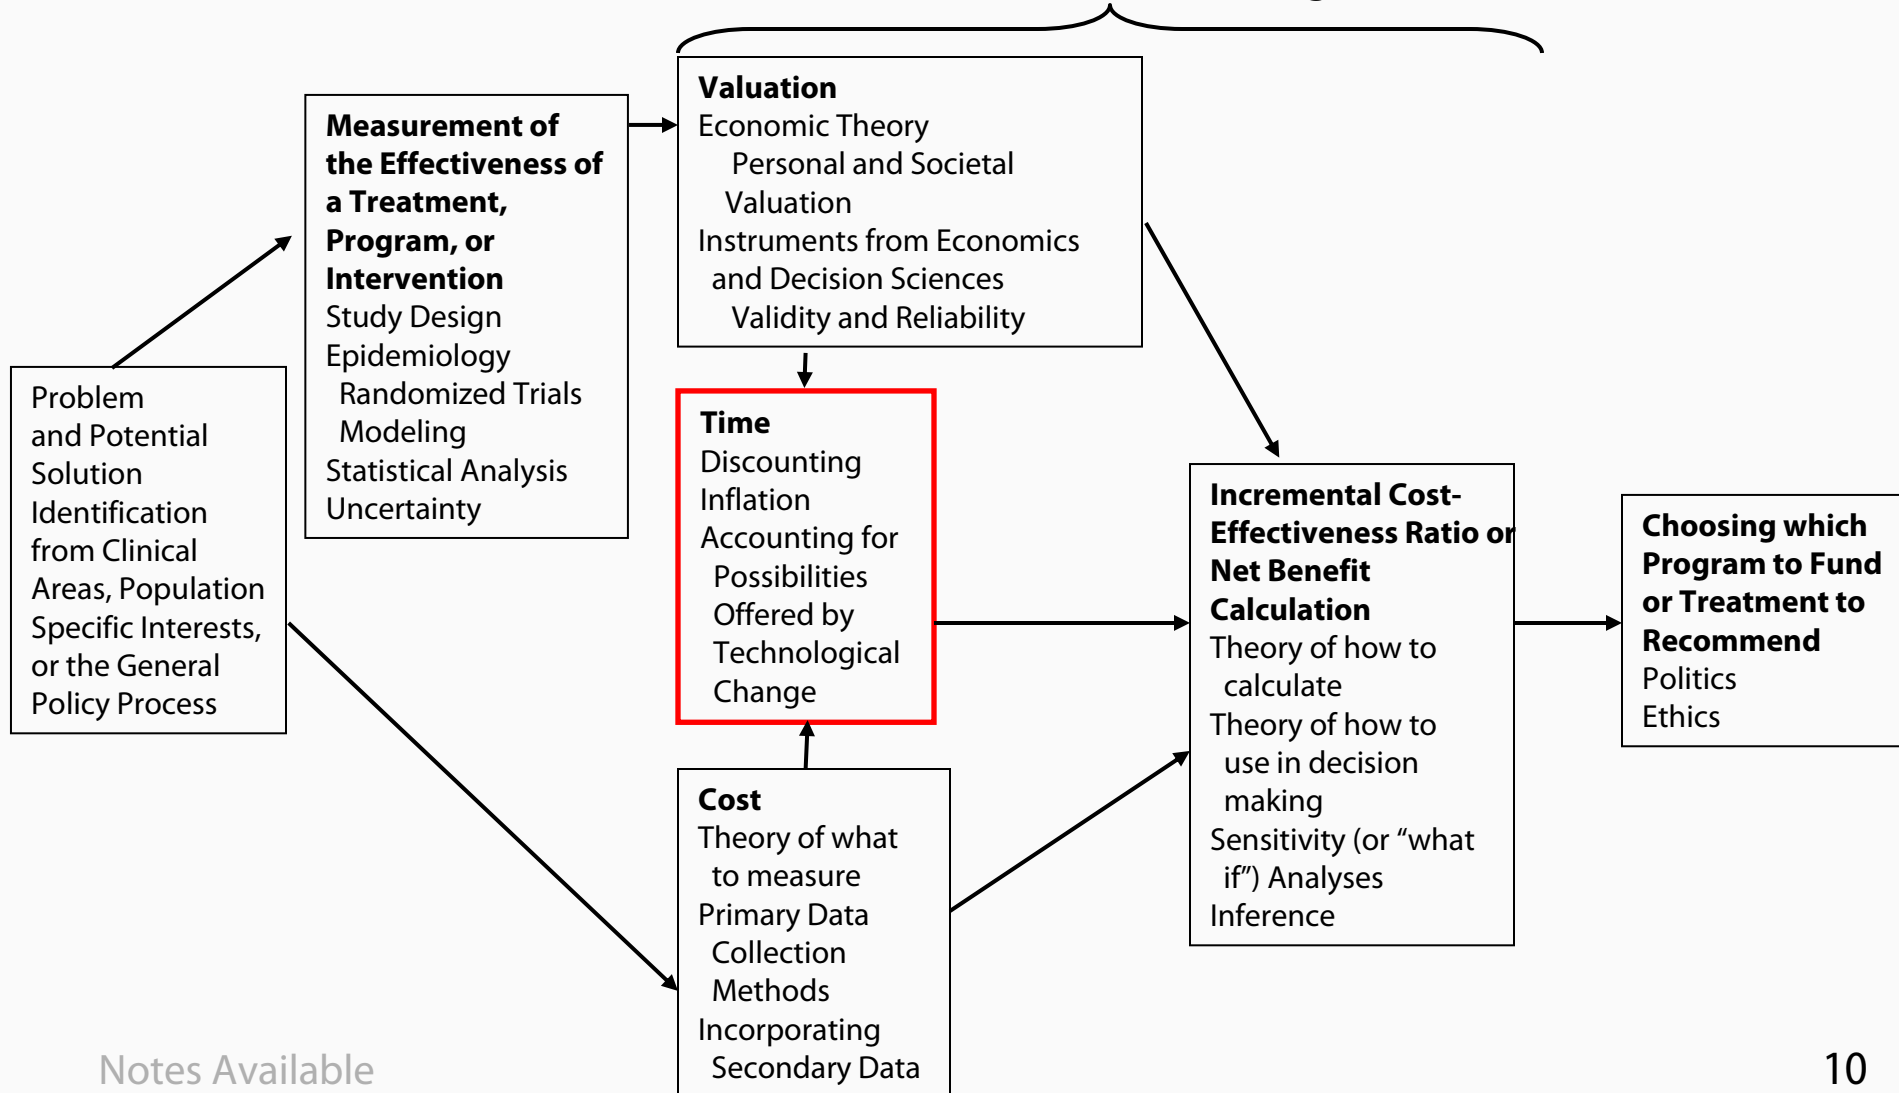 Problem
and Potential
Solution
Identification
from Clinical
Areas, Population
Specific Interests,
or the General
Policy Process
Measurement of
the Effectiveness of
a Treatment,
Program, or
Intervention
Study Design
Epidemiology
Randomized Trials
Modeling
Statistical Analysis
Uncertainty
Valuation
Economic Theory
Personal and Societal
Valuation
Instruments from Economics
and Decision Sciences
Validity and Reliability
Time
Discounting
Inflation
Accounting for
Possibilities
Offered by
Technological
Change
Cost
Theory of what
to measure
Primary Data
Collection
Methods
Incorporating
Secondary Data
Incremental Cost-
Effectiveness Ratio or
Net Benefit
Calculation
Theory of how to
calculate
Theory of how to
use in decision
making
Sensitivity (or “what
if”) Analyses
Inference
Choosing which
Program to Fund
or Treatment to
Recommend
Politics
Ethics
Notes Available
10